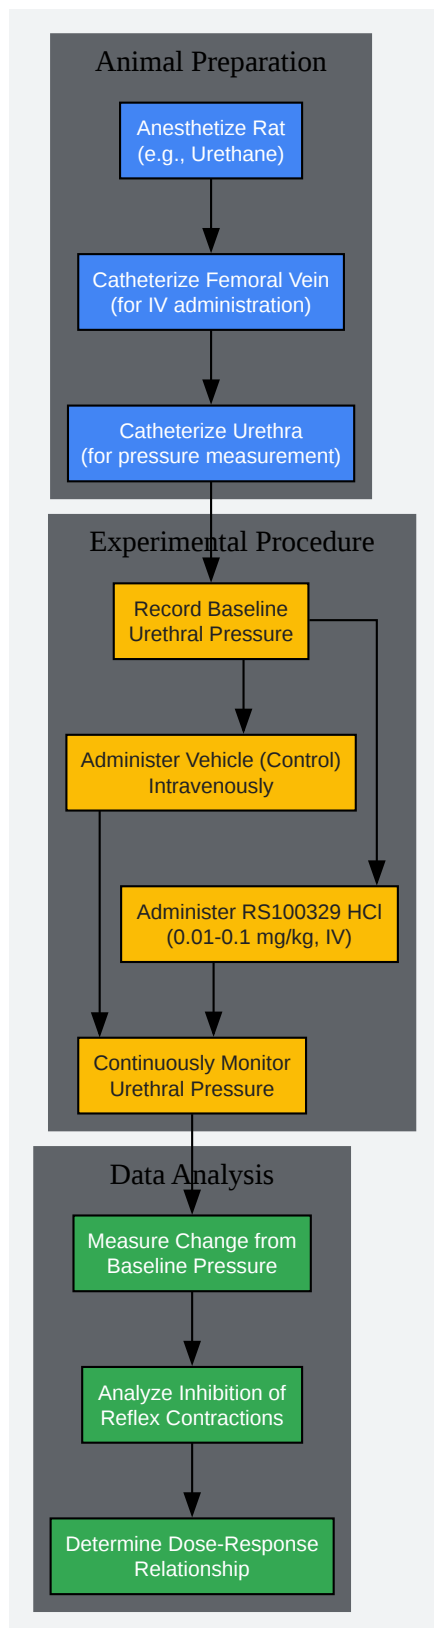 Animal Preparation
Anesthetize Rat
(e.g., Urethane)
Catheterize Femoral Vein
(for IV administration)
Catheterize Urethra
(for pressure measurement)
Experimental Procedure
Record Baseline
Urethral Pressure
Administer Vehicle (Control)
Intravenously
Administer RS100329 HCl
(0.01-0.1 mg/kg, IV)
Continuously Monitor
Urethral Pressure
Data Analysis
Measure Change from
Baseline Pressure
Analyze Inhibition of
Reflex Contractions
Determine Dose-Response
Relationship